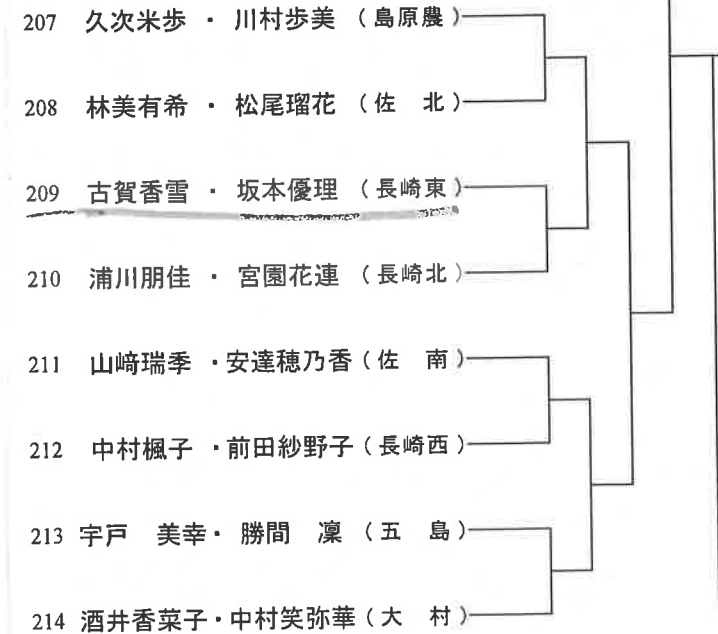 207 久次米歩 ・ 川村歩美 (島原農)
208 林美有希 ・ 松尾瑠花 (佐 北)
209 古賀香雪 ・ 坂本優理 (長崎東)
210 浦川朋佳 ・ 宮園花連 (長崎北)
211 山﨑瑞季 ・安達穂乃香 (佐 南)
212 中村楓子 ・前田紗野子 (長崎西)
213 宇戸 美幸・ 勝間 凜 (五 島)
214 酒井香菜子・中村笑弥華 (大 村)